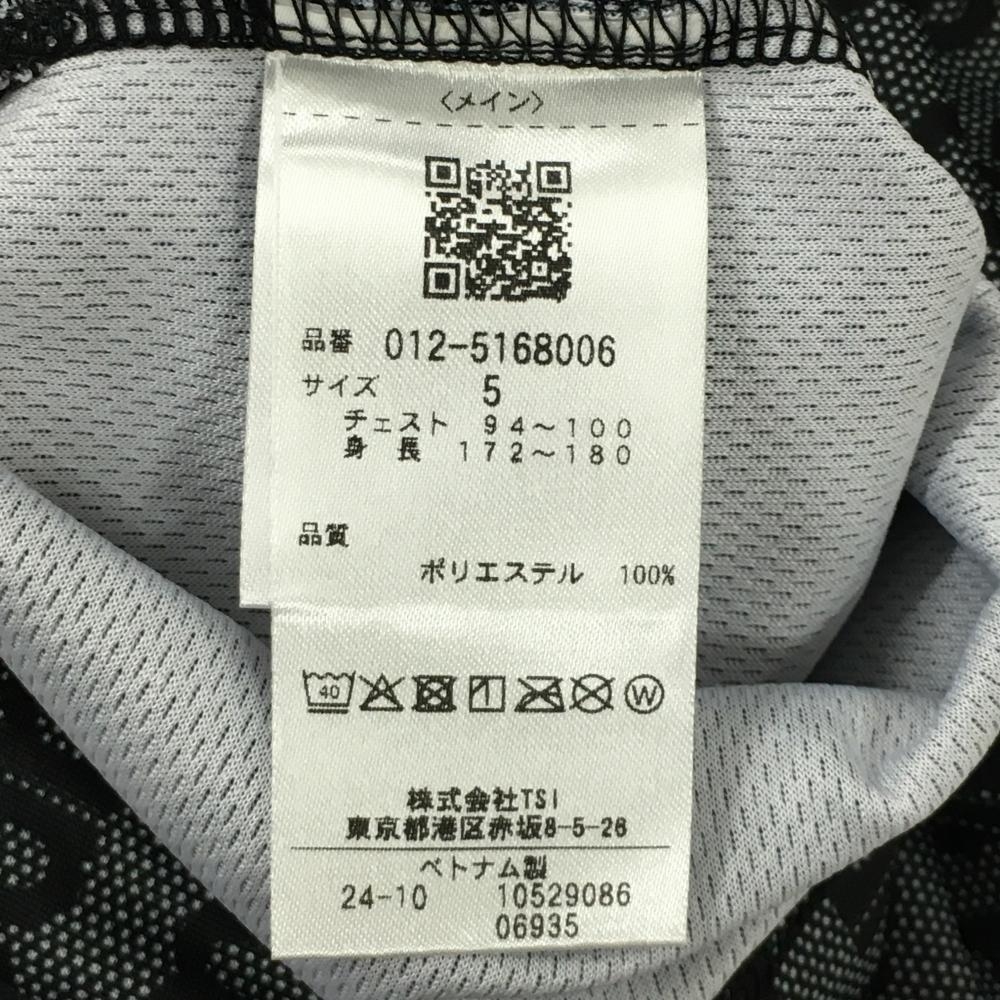 〈メイン〉
品番 012-5168006
サイズ 5
チェスト 94～100
身長 172～180
品質
ポリエステル 100%
40
W
株式会社TSI
東京都港区赤坂8-5-26
ベトナム製
24-10 10529086
06935